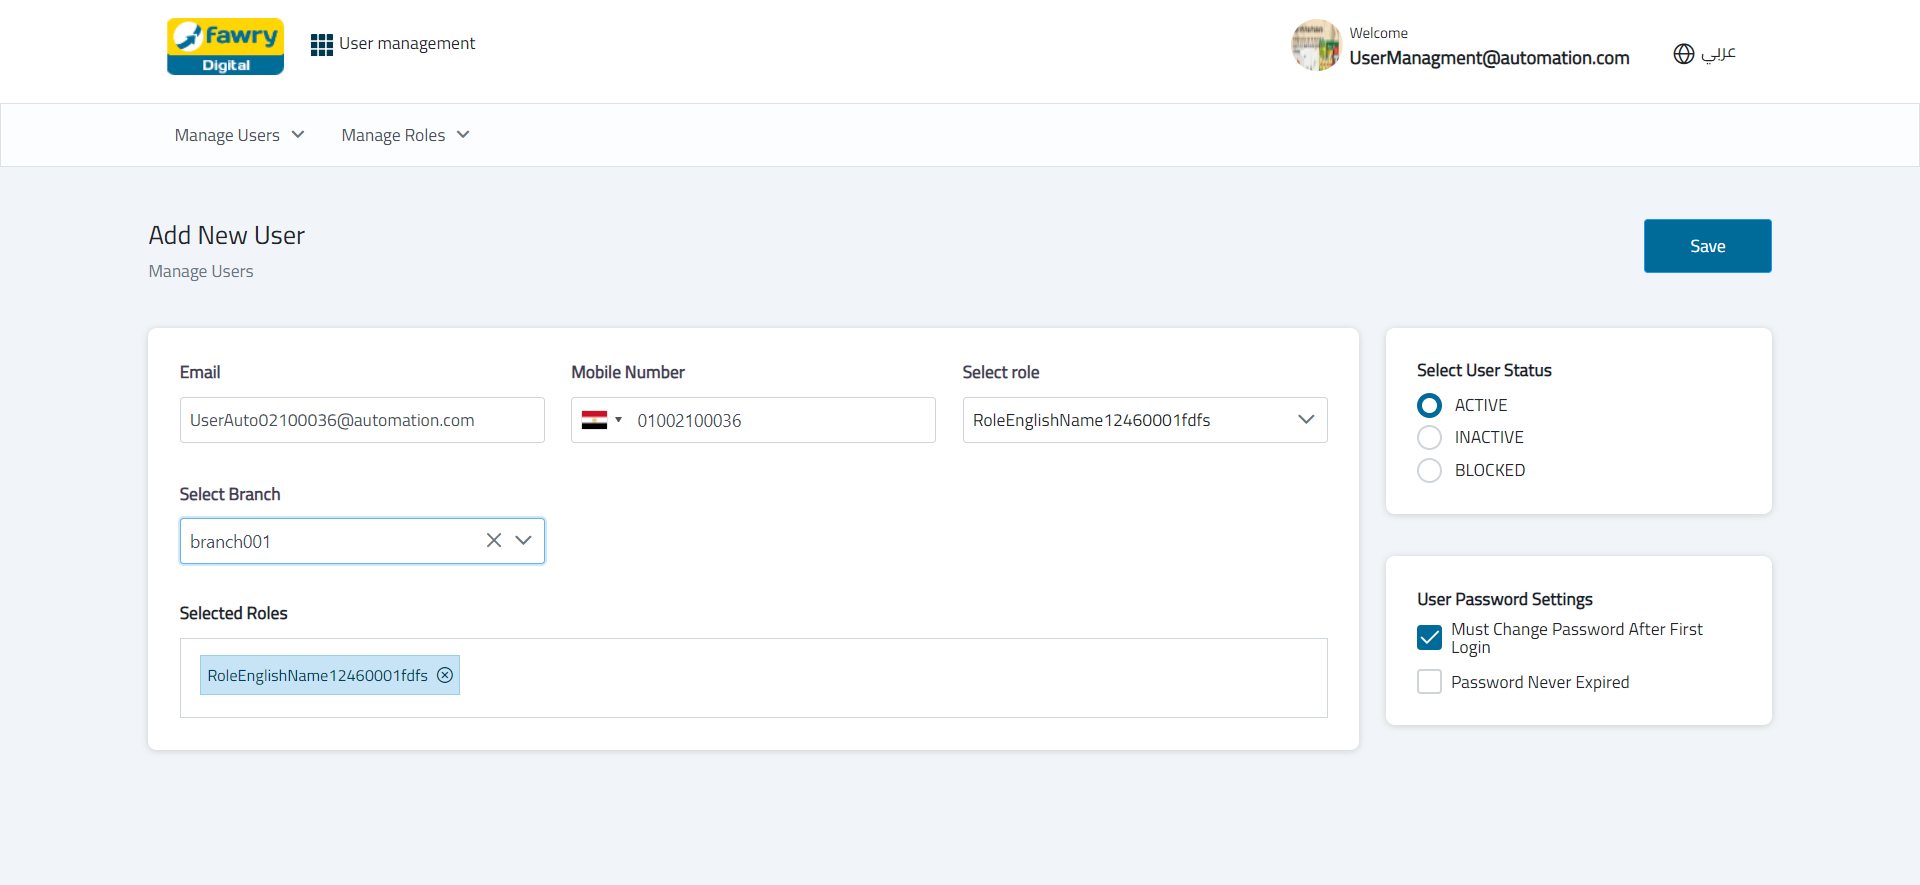 fawry
Digital
User management
Welcome
UserManagment@automation.com
عربي
Manage Users
Manage Roles
Add New User
Manage Users
Save
Email
Mobile Number
Select role
UserAuto02100036@automation.com
01002100036
RoleEnglishName12460001fdfs
Select Branch
branch001
Selected Roles
RoleEnglishName12460001fdfs
Select User Status
ACTIVE
INACTIVE
BLOCKED
User Password Settings
Must Change Password After First
Login
Password Never Expired